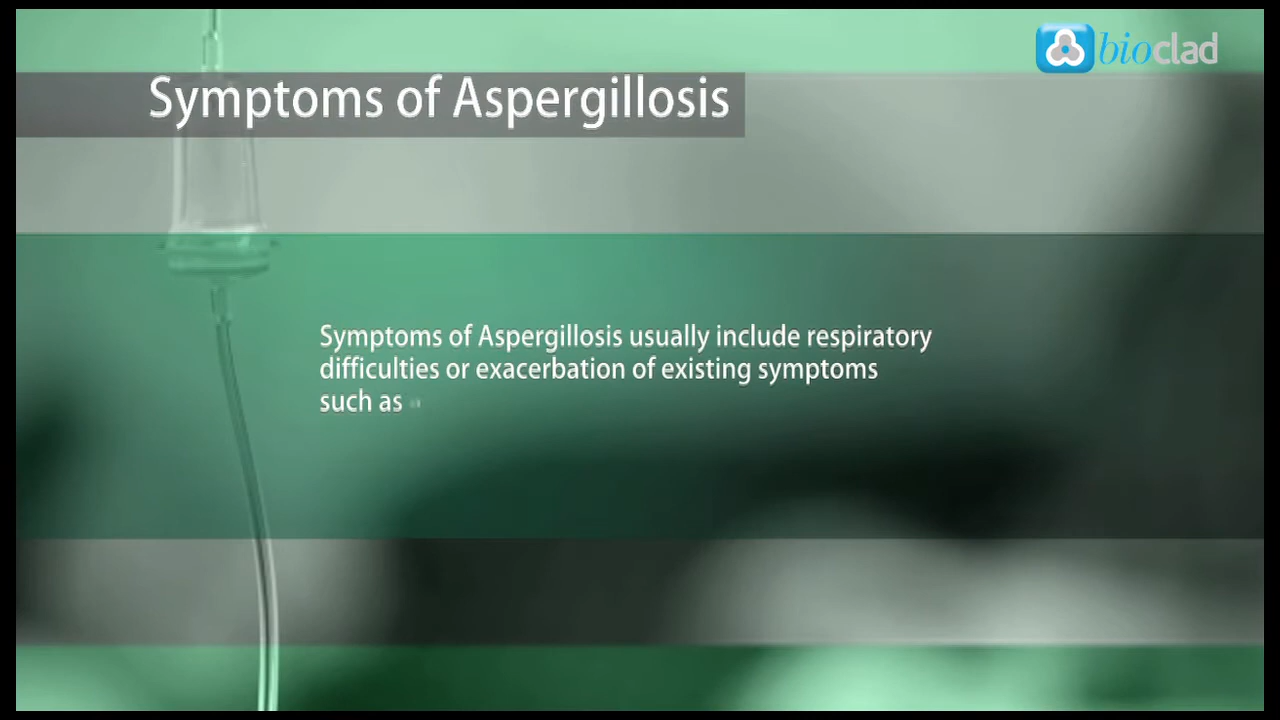 bioclad
Symptoms of Aspergillosis
Symptoms of Aspergillosis usually include respiratory
difficulties or exacerbation of existing symptoms
such as